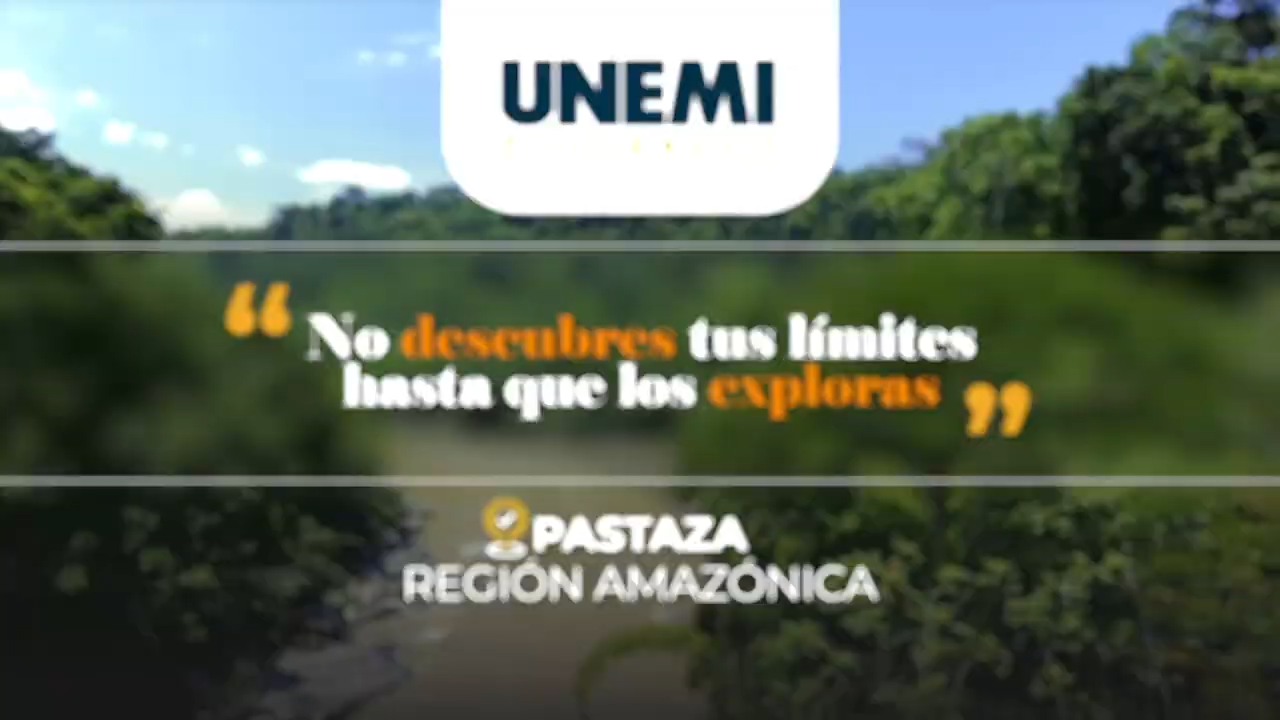 UNEMI
“No descubres tus límites
hasta que los exploras”
PASTAZA
REGIÓN AMAZÓNICA